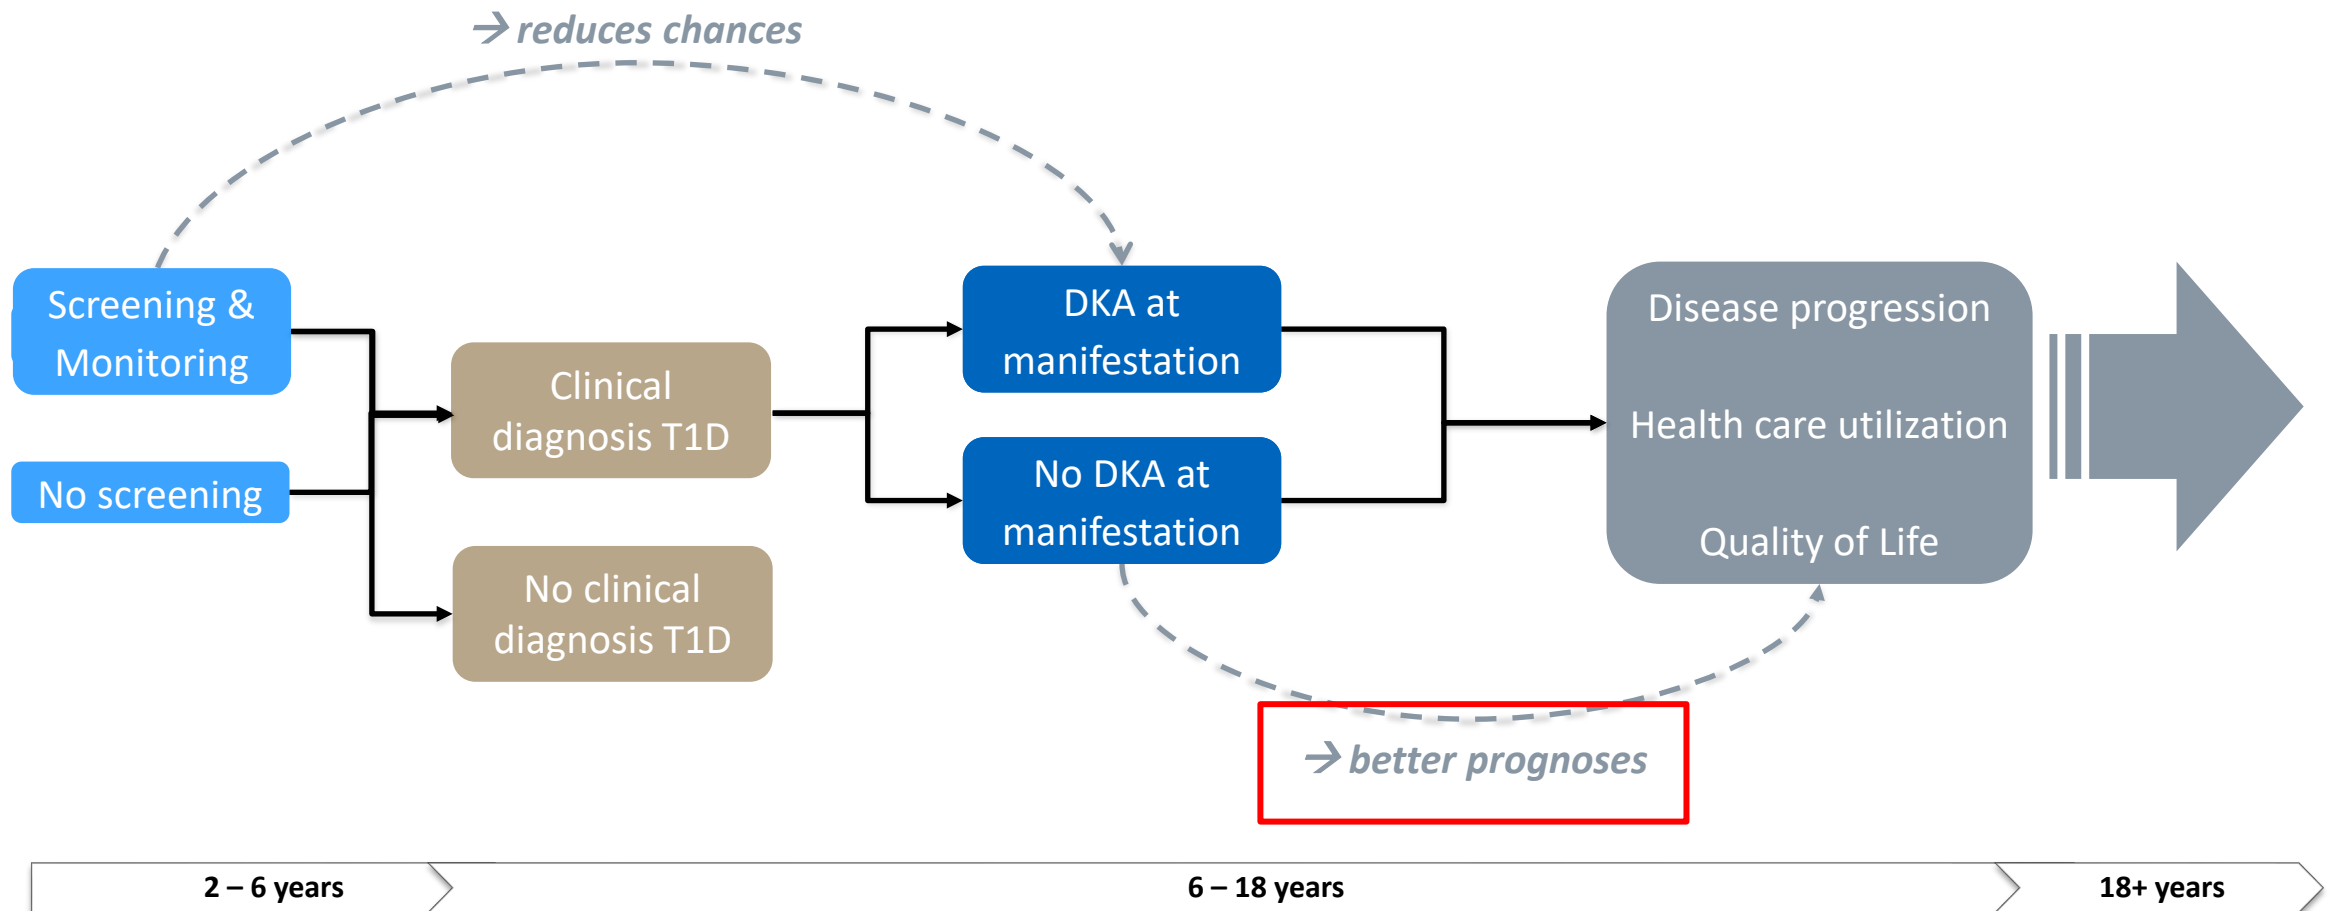 → reduces chances
Screening &
Monitoring
No screening
Clinical
diagnosis T1D
No clinical
diagnosis T1D
DKA at
manifestation
No DKA at
manifestation
Disease progression
Health care utilization
Quality of Life
→ better prognoses
2 – 6 years
6 – 18 years
18+ years